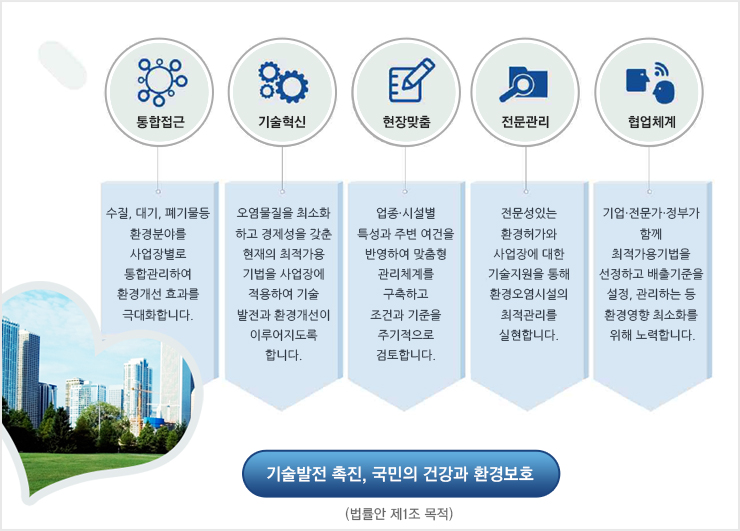 통합접근
수질, 대기, 폐기물등
환경분야를
사업장별로
통합관리하여
환경개선 효과를
극대화합니다.
기술혁신
오염물질을 최소화
하고 경제성을 갖춘
현재의 최적가용
기법을 사업장에
적용하여 기술
발전과 환경개선이
이루어지도록
합니다.
현장맞춤
업종·시설별
특성과 주변 여건을
반영하여 맞춤형
관리체계를
구축하고
조건과 기준을
주기적으로
검토합니다.
전문관리
전문성있는
환경허가와
사업장에 대한
기술지원을 통해
환경오염시설의
최적관리를
실현합니다.
협업체계
기업·전문가·정부가
함께
최적가용기법을
선정하고 배출기준을
설정, 관리하는 등
환경영향 최소화를
위해 노력합니다.
기술발전 촉진, 국민의 건강과 환경보호
(법률안 제1조 목적)